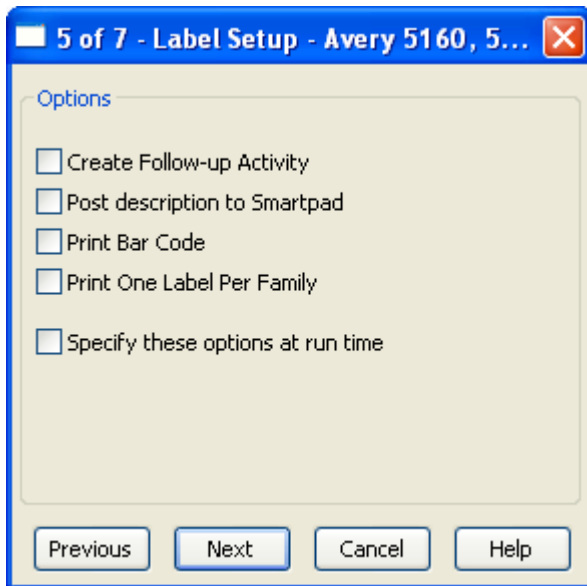 5 of 7 - Label Setup - Avery 5160, 5...
Options
Create Follow-up Activity
Post description to Smartpad
Print Bar Code
Print One Label Per Family
Specify these options at run time
Previous Next Cancel Help